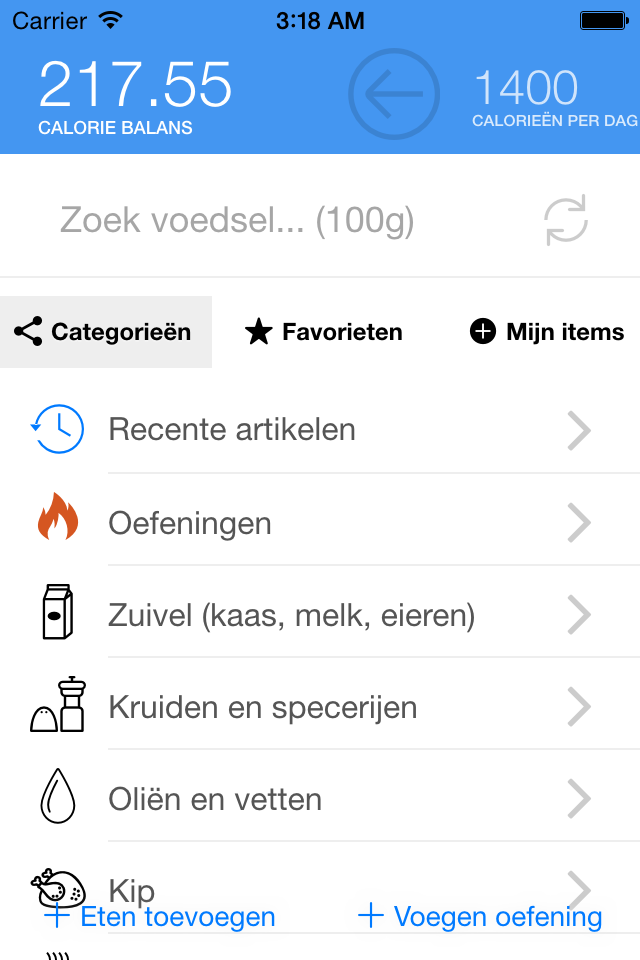 Carrier 3:18 AM
217.55 1400
CALORIE BALANS CALORIEËN PER DAG
Zoek voedsel... (100g)
Categorieën Favorieten Mijn items
Recente artikelen
Oefeningen
Zuivel (kaas, melk, eieren)
Kruiden en specerijen
Oliën en vetten
Kip
Eten toevoegen Voegen oefening